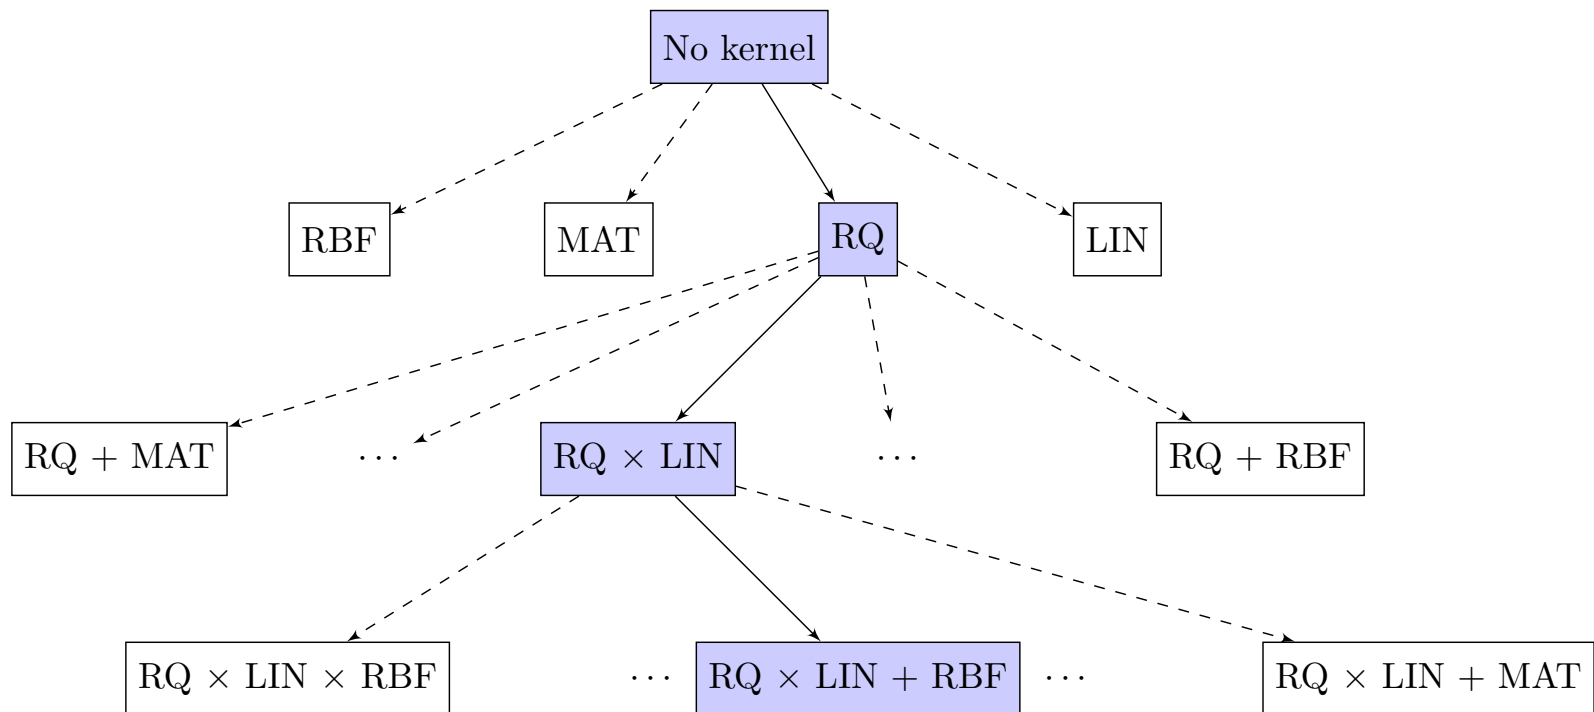 No kernel
RBF MAT RQ LIN
RQ + MAT ··· RQ × LIN ··· RQ + RBF
RQ × LIN × RBF ··· RQ × LIN + RBF ··· RQ × LIN + MAT